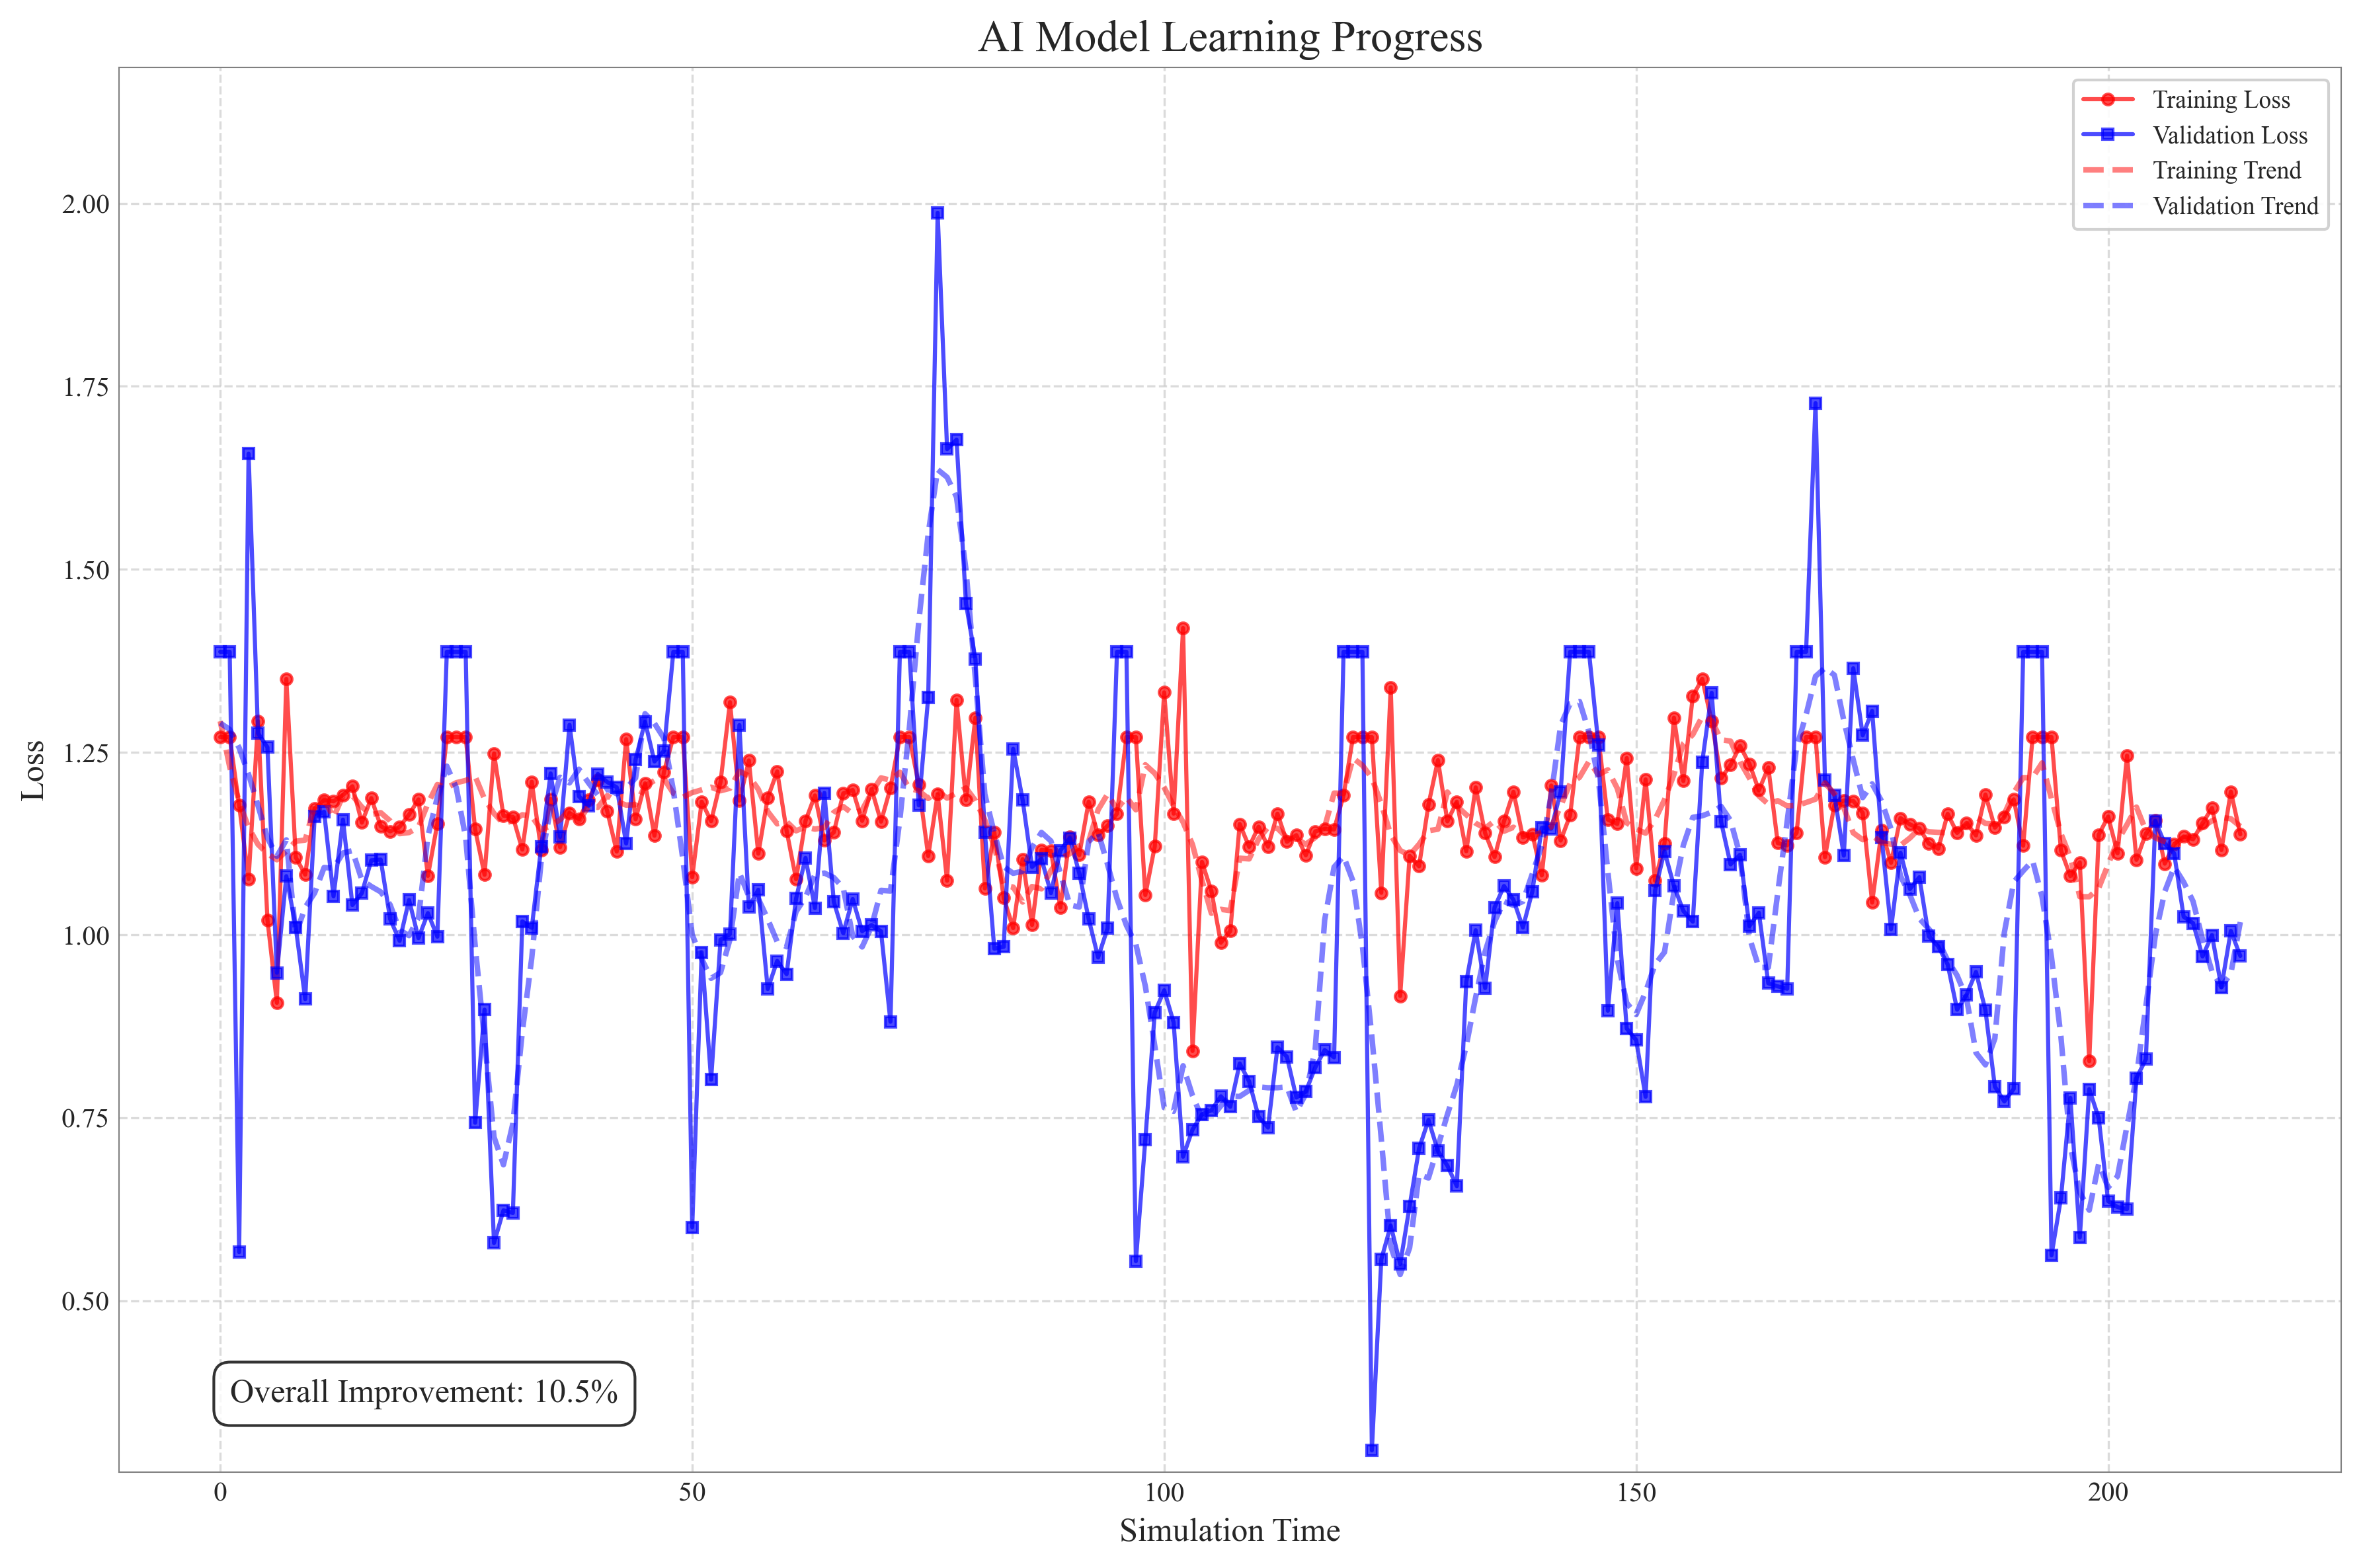 AI Model Learning Progress
Training Loss
Validation Loss
Training Trend
Validation Trend
Loss
2.00
1.75
1.50
1.25
1.00
0.75
0.50
Overall Improvement: 10.5%
0 50 100 150 200
Simulation Time